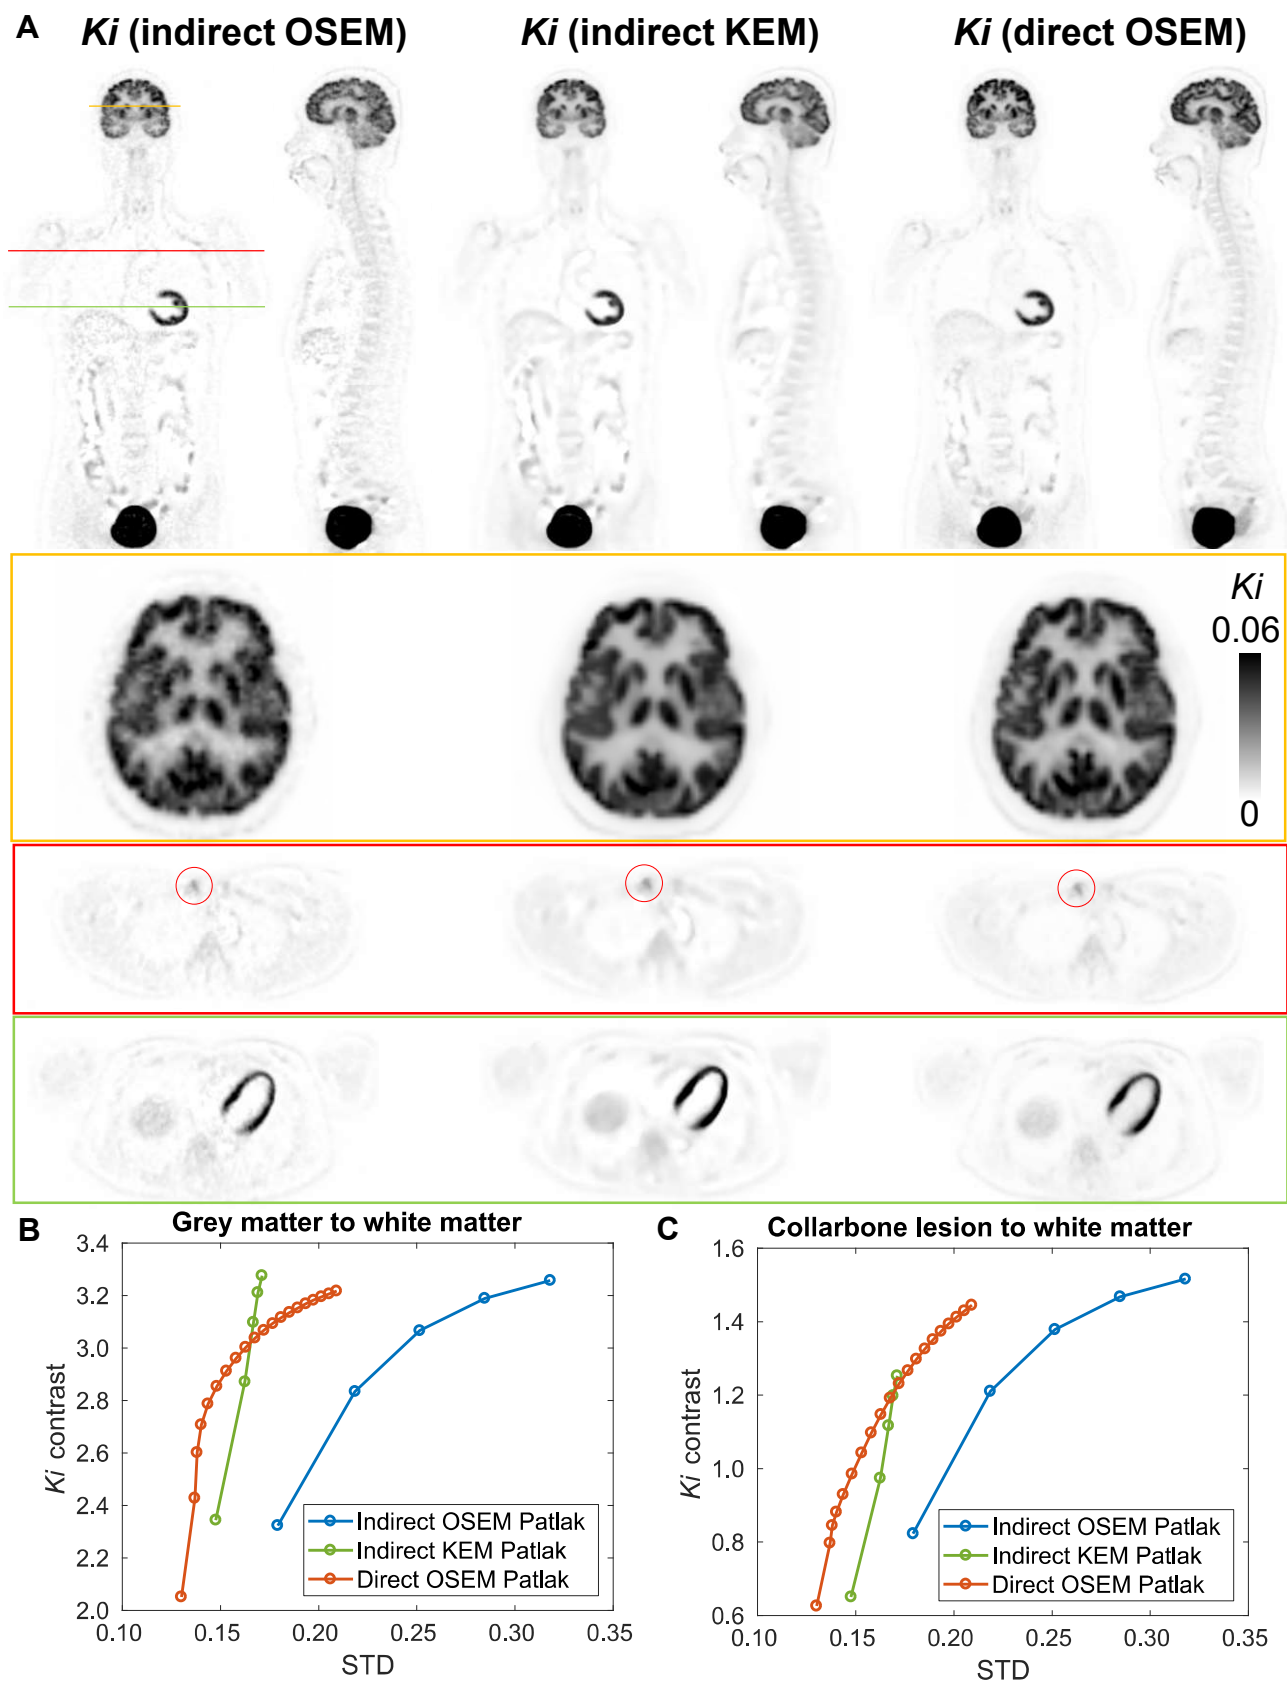 A
Ki (indirect OSEM)
Ki (indirect KEM)
Ki (direct OSEM)
Ki
0.06
0
B
Grey matter to white matter
3.4
3.2
3.0
2.8
2.6
2.4
2.2
2.0
Ki contrast
Indirect OSEM Patlak
Indirect KEM Patlak
Direct OSEM Patlak
0.10
0.15
0.20
0.25
0.30
0.35
STD
C
Collarbone lesion to white matter
1.6
1.4
1.2
1.0
0.8
0.6
Ki contrast
Indirect OSEM Patlak
Indirect KEM Patlak
Direct OSEM Patlak
0.10
0.15
0.20
0.25
0.30
0.35
STD